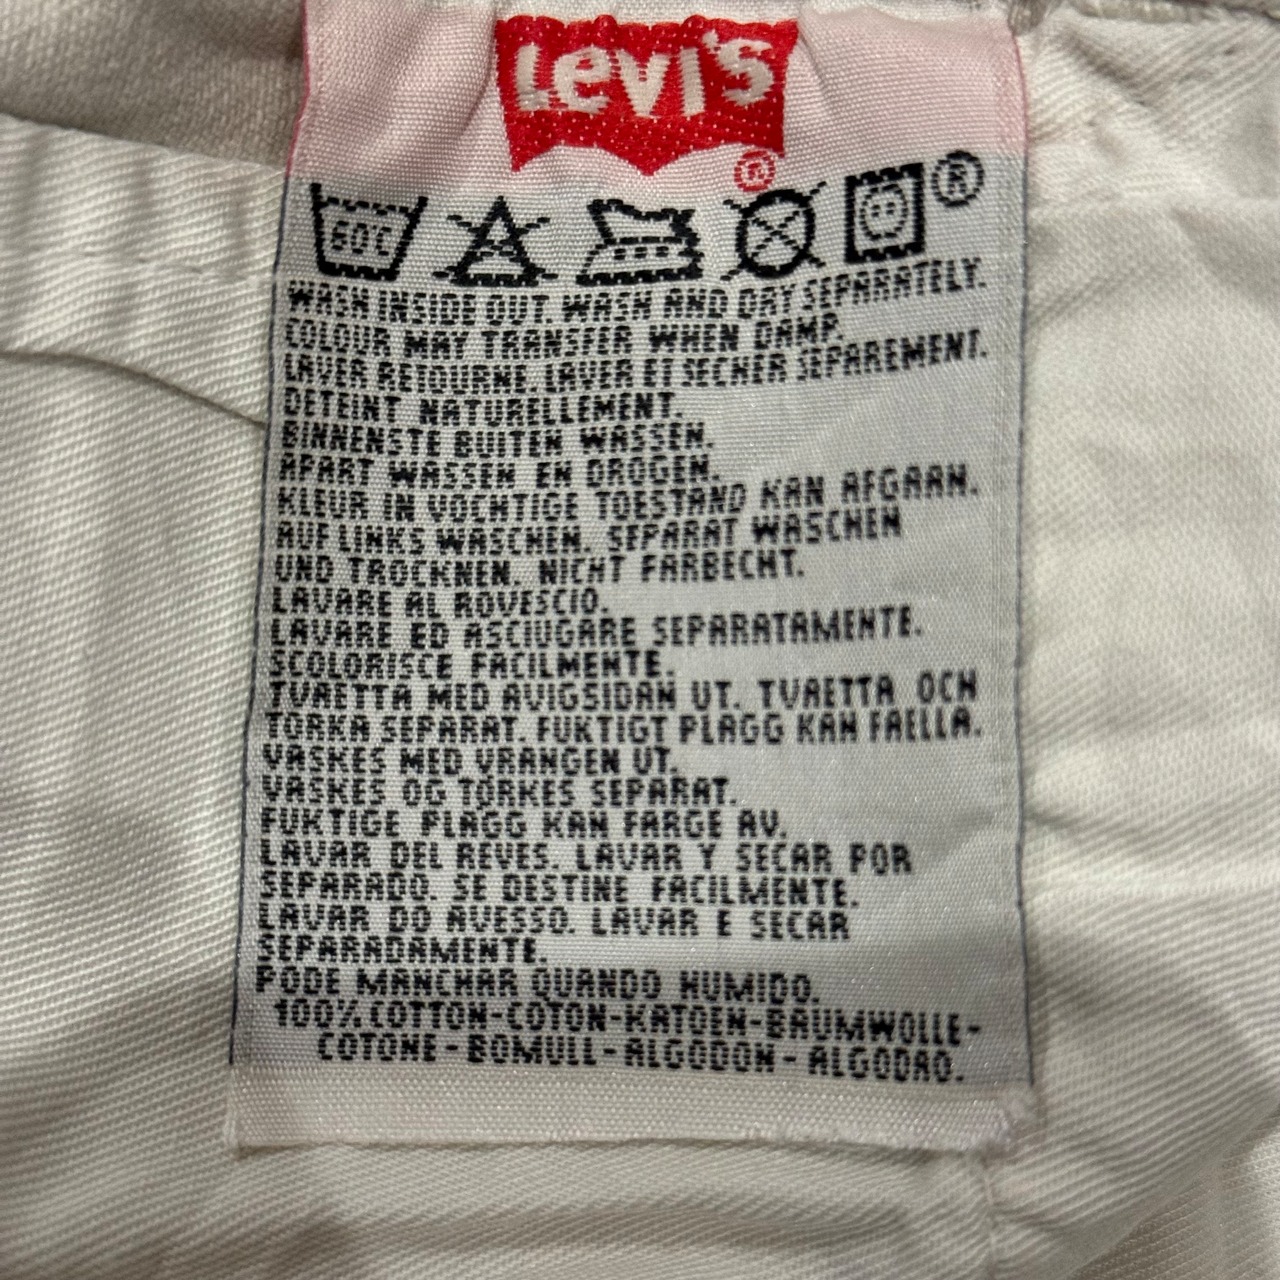 Levi's
®
60°C
®
WASH INSIDE OUT. WASH AND DRY SEPARATELY.
COLOUR MAY TRANSFER WHEN DAMP.
LAVER RETOURNE. LAVER ET SECHER SEPAREMENT.
DETEINT NATURELLEMENT.
BINNENSTE BUITEN WASSEN.
APART WASSEN EN DROGEN.
KLEUR IN VOCHTIGE TOESTAND KAN AFGAAN.
AUF LINKS WASCHEN. SEPARAT WASCHEN
UND TROCKNEN. NICHT FARBECHT.
LAVARE AL ROVESCIO.
LAVARE ED ASCIUGARE SEPARATAMENTE.
SCOLORISCE FACILMENTE.
TVAETTA MED AVIGSIDAN UT. TVAETTA OCH
TORKA SEPARAT. FUKTIGT PLAGG KAN FAELLA.
VASKES MED VRANGEN UT.
VASKES OG TORKES SEPARAT.
FUKTIGE PLAGG KAN FARGE AV.
LAVAR DEL REVES. LAVAR Y SECAR POR
SEPARADO. SE DESTINE FACILMENTE.
LAVAR DO AVESSO. LAVAR E SECAR
SEPARADAMENTE.
PODE MANCHAR QUANDO HUMIDO.
100% COTTON-COTON-KATOEN-BAUMWOLLE-
COTONE-BOMULL-ALGODON-ALGODAO.